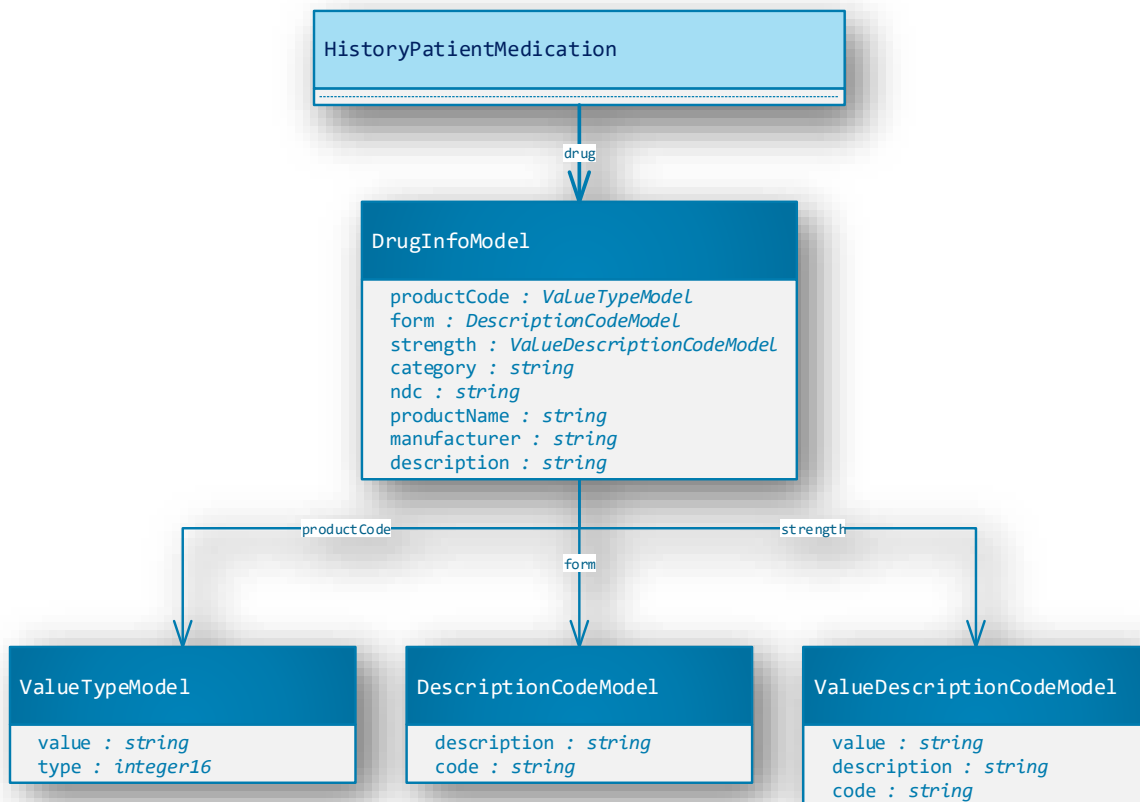 HistoryPatientMedication
drug
DrugInfoModel
productCode : ValueTypeModel
form : DescriptionCodeModel
strength : ValueDescriptionCodeModel
category : string
ndc : string
productName : string
manufacturer : string
description : string
productCode
strength
form
ValueTypeModel
value : string
type : integer16
DescriptionCodeModel
description : string
code : string
ValueDescriptionCodeModel
value : string
description : string
code : string